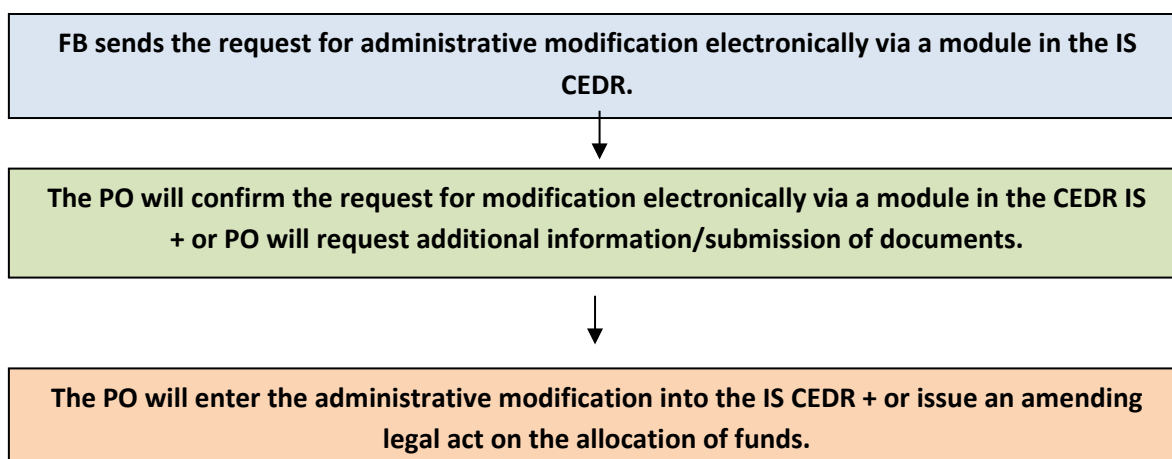 FB sends the request for administrative modification electronically via a module in the IS
CEDR.
The PO will confirm the request for modification electronically via a module in the CEDR IS
+ or PO will request additional information/submission of documents.
The PO will enter the administrative modification into the IS CEDR + or issue an amending
legal act on the allocation of funds.